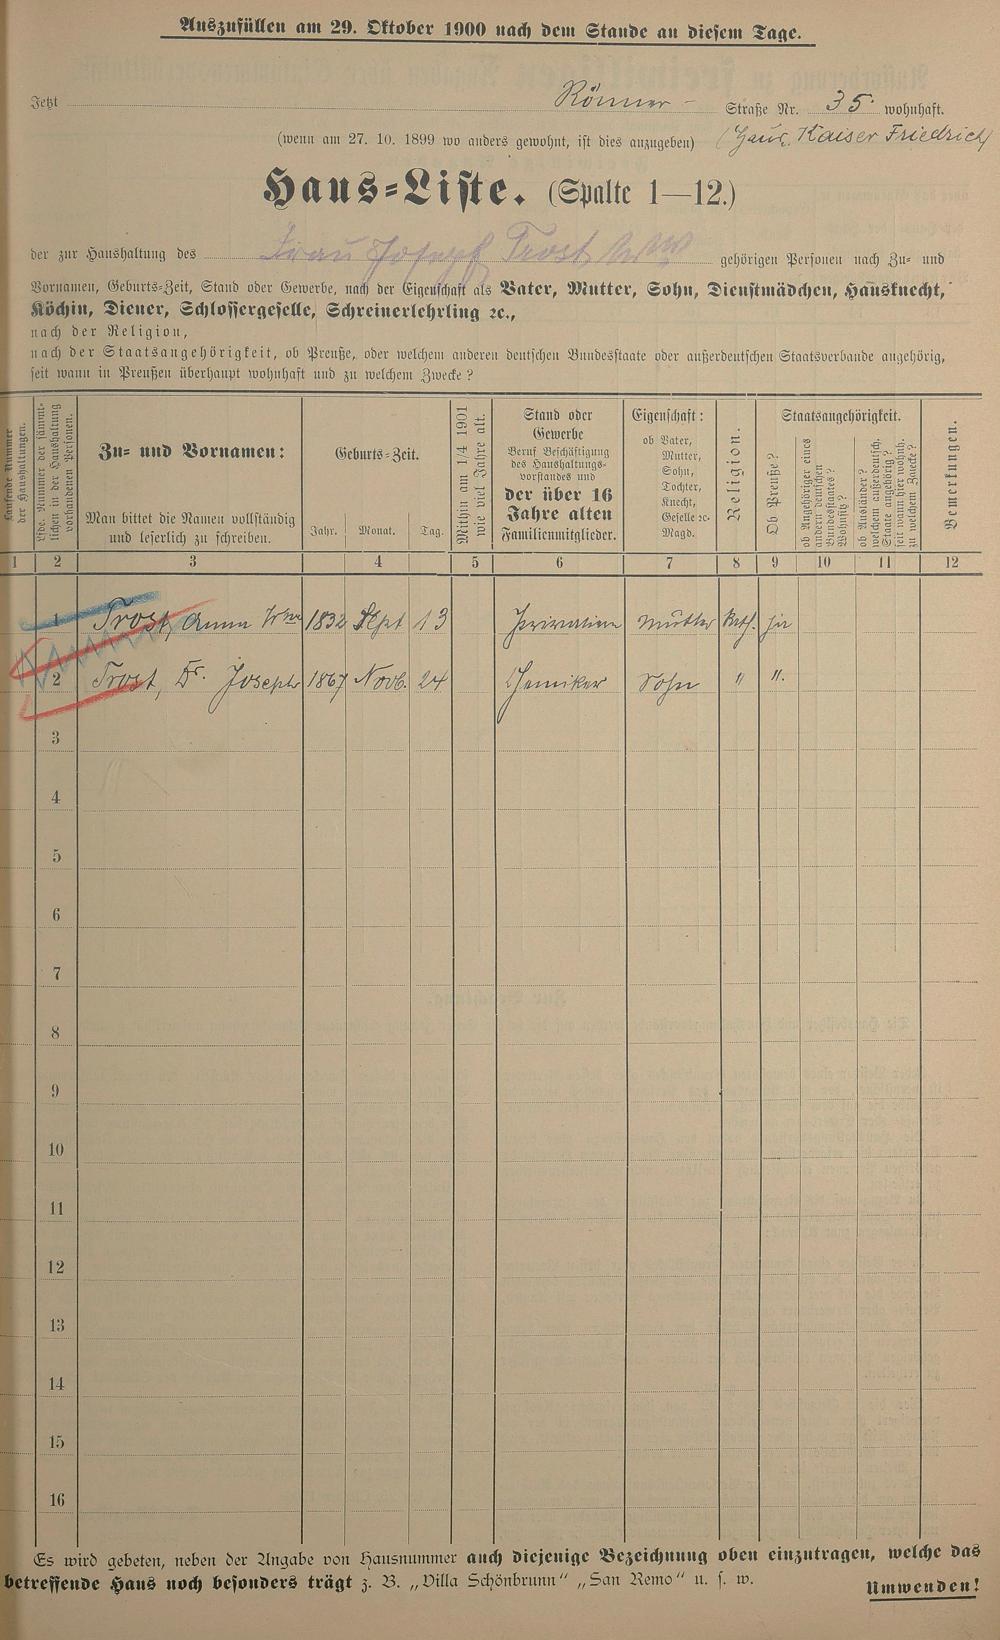 Auszufüllen am 29. Oktober 1900 nach dem Stande an diesem Tage.
Jetzt Römer- Straße Nr. 35 wohnhaft.
(wenn am 27. 10. 1899 wo anders gewohnt, ist dies anzugeben) (Haus Kaiser Friedrich)
Haus=Liste. (Spalte 1—12.)
der zur Haushaltung des Frau Joseph Trost Wwe gehörigen Personen nach Zu= und
Vornamen, Geburts=Zeit, Stand oder Gewerbe, nach der Eigenschaft als Vater, Mutter, Sohn, Dienstmädchen, Hausknecht,
Köchin, Diener, Schlossergeselle, Schreinerlehrling ꝛc.,
nach der Religion,
nach der Staatsangehörigkeit, ob Preuße, oder welchem anderen deutschen Bundesstaate oder außerdeutschen Staatsverbande angehörig,
seit wann in Preußen überhaupt wohnhaft und zu welchem Zwecke?
Laufende Nummer
der Haushaltungen.
Lfde. Nummer der sämmt-
lichen in der Haushaltung
vorhandenen Personen.
Zu= und Vornamen:
Man bittet die Namen vollständig
und leserlich zu schreiben.
Geburts=Zeit.
Jahr. Monat. Tag.
Mithin am 1/4 1901
wie viel Jahre alt.
Stand oder
Gewerbe
Beruf Beschäftigung
des Haushaltungs-
vorstandes und
der über 16
Jahre alten
Familienmitglieder.
Eigenschaft:
ob Vater,
Mutter,
Sohn,
Tochter,
Knecht,
Geselle ꝛc.
Magd.
Religion.
Staatsangehörigkeit.
Ob Preuße?
ob Angehöriger eines
andern deutschen
Bundesstaates?
Wohnsitz?
ob Ausländer?
welchem außerdeutsch.
Staate angehörig?
seit wann hier wohnh.
zu welchem Zwecke?
Bemerkungen.
1 2 3 4 5 6 7 8 9 10 11 12
1 Trost, Anna Wwe 1832 Sept 13 Privatiere Mutter kath. ja
2 Trost, Dr. Joseph 1867 Novb. 24 Chemiker Sohn " "
3
4
5
6
7
8
9
10
11
12
13
14
15
16
Es wird gebeten, neben der Angabe von Hausnummer auch diejenige Bezeichnung oben einzutragen, welche das
betreffende Haus noch besonders trägt z. B. „Villa Schönbrunn" „San Remo" u. s. w.
Umwenden!